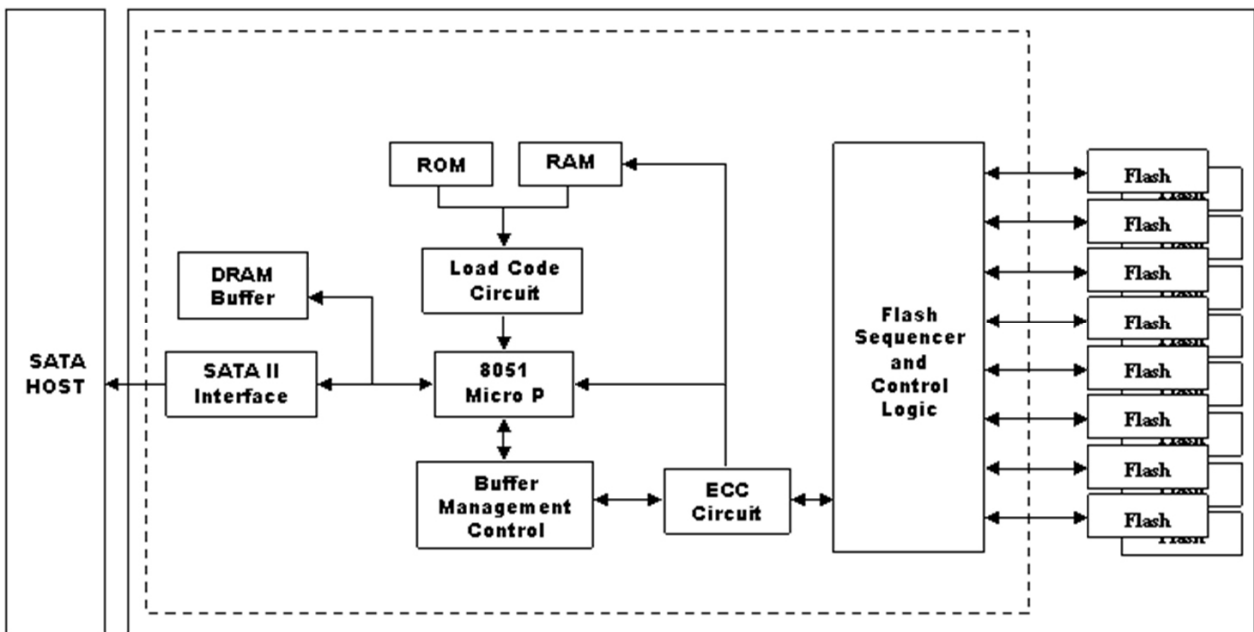 SATA
HOST
DRAM
Buffer
SATA II
Interface
ROM
RAM
Load Code
Circuit
8051
Micro P
Buffer
Management
Control
ECC
Circuit
Flash
Sequencer
and
Control
Logic
Flash
Flash
Flash
Flash
Flash
Flash
Flash
Flash